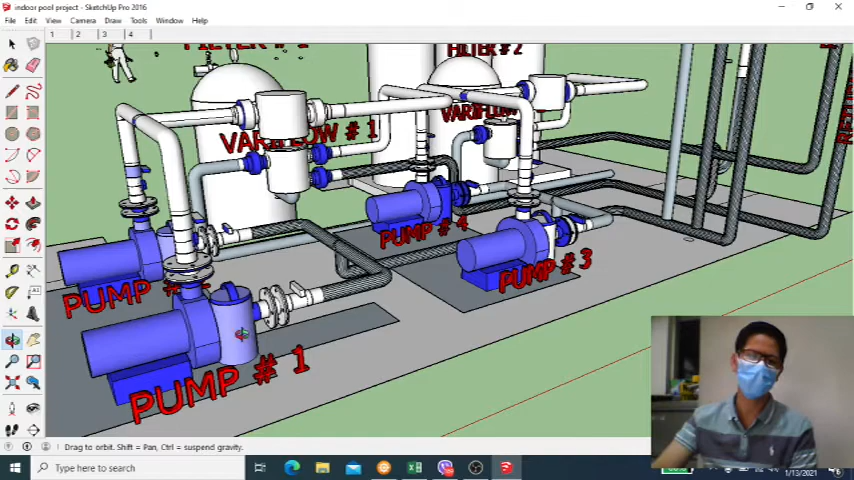 indoor pool project - SketchUp Pro 2016
File Edit View Camera Draw Tools Window Help
1 2 3 4
FILTER # 2
VARIFLOW # 1
PUMP # 4
PUMP # 3
PUMP #
PUMP # 1
Drag to orbit. Shift = Pan, Ctrl = suspend gravity.
Type here to search
1/13/2021